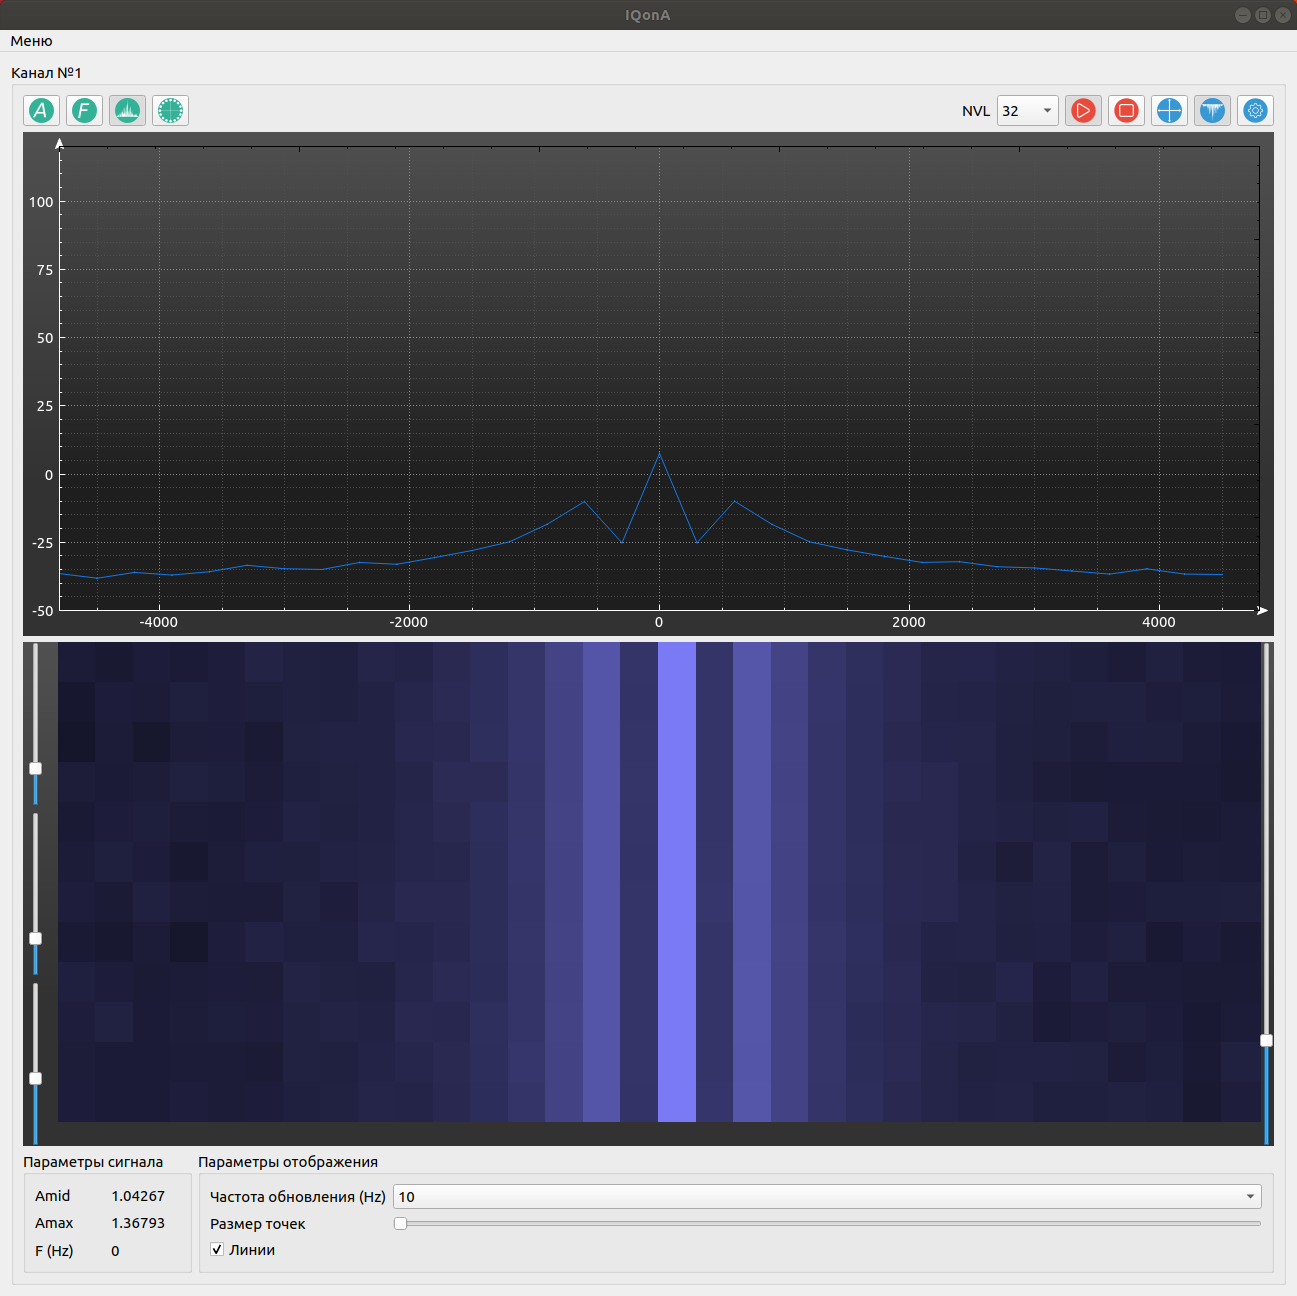 IQonA
Меню
Канал №1
A F NVL 32
100
75
50
25
0
-25
-50
-4000 -2000 0 2000 4000
Параметры сигнала Параметры отображения
Amid 1.04267 Частота обновления (Hz) 10
Amax 1.36793 Размер точек
F (Hz) 0 Линии